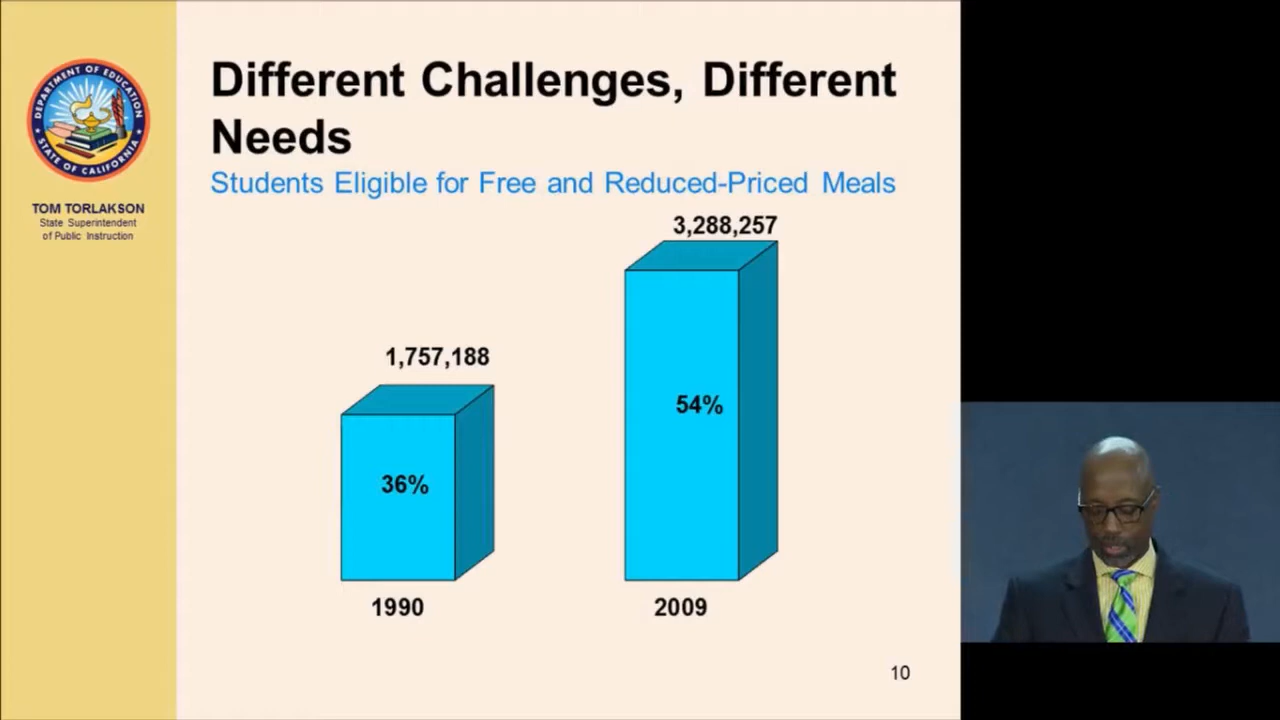 DEPARTMENT OF EDUCATION
STATE OF CALIFORNIA
TOM TORLAKSON
State Superintendent
of Public Instruction
Different Challenges, Different
Needs
Students Eligible for Free and Reduced-Priced Meals
3,288,257
1,757,188
54%
36%
1990
2009
10